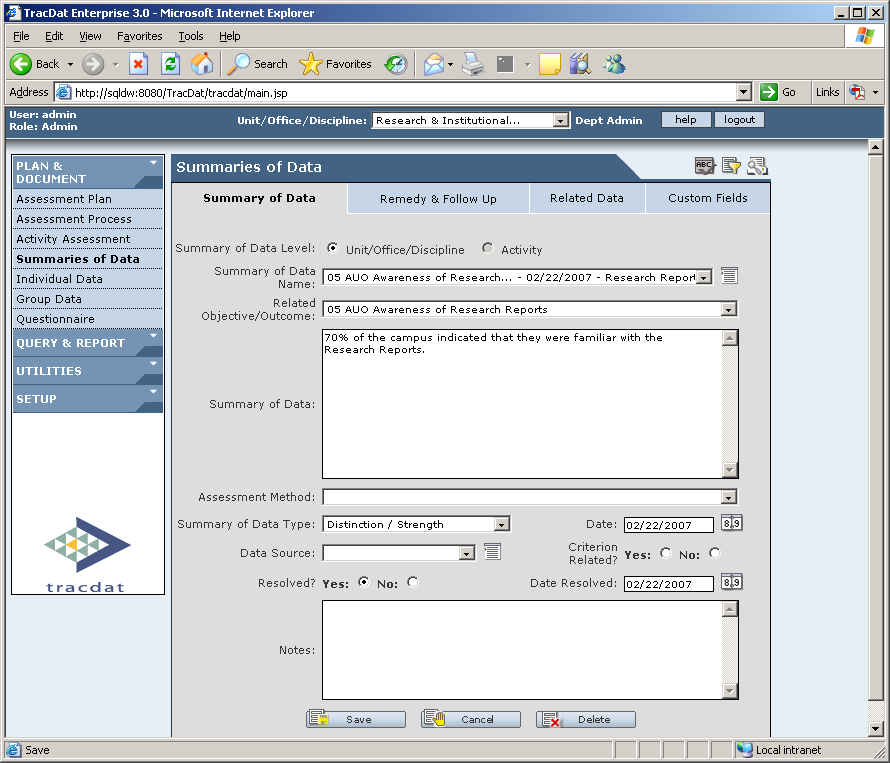 TracDat Enterprise 3.0 - Microsoft Internet Explorer
File Edit View Favorites Tools Help
Back Search Favorites
Address http://sqldw:8080/TracDat/tracdat/main.jsp Go Links
User: admin
Role: Admin
Unit/Office/Discipline: Research & Institutional... Dept Admin help logout
PLAN &
DOCUMENT
Assessment Plan
Assessment Process
Activity Assessment
Summaries of Data
Individual Data
Group Data
Questionnaire
QUERY & REPORT
UTILITIES
SETUP
tracdat
Summaries of Data
ABC
Summary of Data Remedy & Follow Up Related Data Custom Fields
Summary of Data Level: Unit/Office/Discipline Activity
Summary of Data
Name: 05 AUO Awareness of Research... - 02/22/2007 - Research Report
Related
Objective/Outcome: 05 AUO Awareness of Research Reports
70% of the campus indicated that they were familiar with the
Research Reports.
Summary of Data:
Assessment Method:
Summary of Data Type: Distinction / Strength Date: 02/22/2007 8 9
Data Source: Criterion
Related? Yes: No:
Resolved? Yes: No: Date Resolved: 02/22/2007 8 9
Notes:
Save Cancel Delete
Save Local intranet